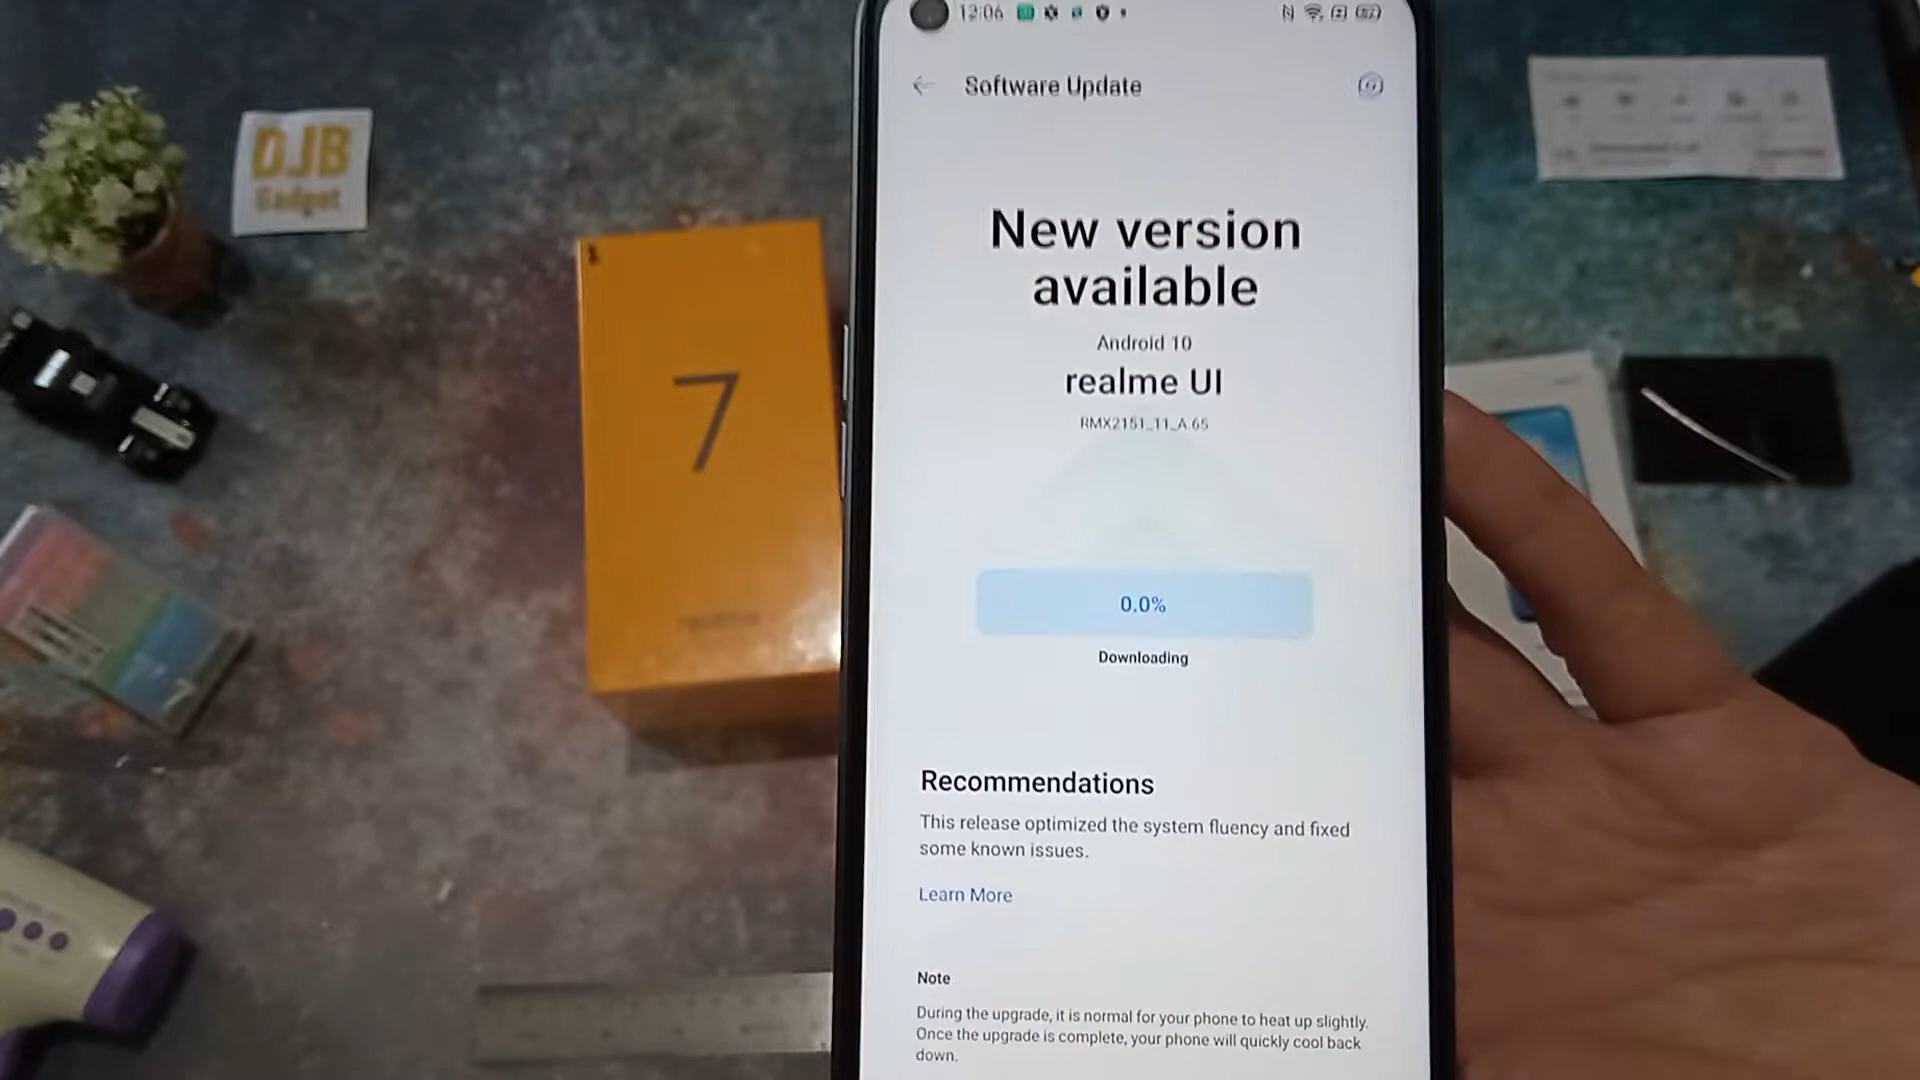 12:06
Software Update
New version
available
Android 10
realme UI
RMX2151_11_A.65
0.0%
Downloading
Recommendations
This release optimized the system fluency and fixed
some known issues.
Learn More
Note
During the upgrade, it is normal for your phone to heat up slightly.
Once the upgrade is complete, your phone will quickly cool back
down.
DJB
Gadget
7